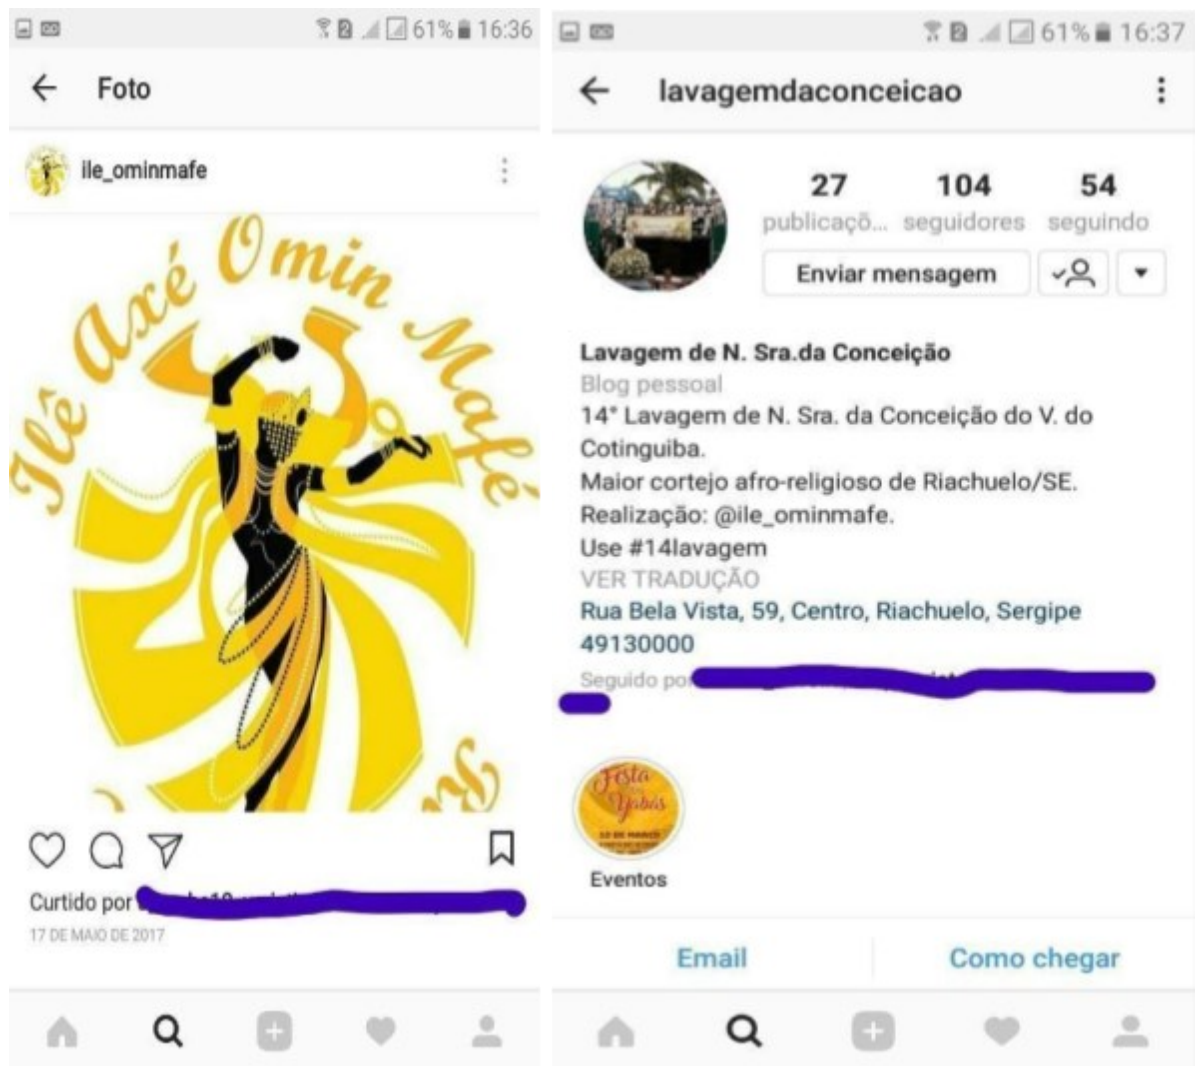 61% 16:36
Foto
ile_ominmafe
Ilê Axé Omin Mafé
Curtido por
17 DE MAIO DE 2017
61% 16:37
lavagemdaconceicao
27 104 54
publicaçõ... seguidores seguindo
Enviar mensagem
Lavagem de N. Sra.da Conceição
Blog pessoal
14° Lavagem de N. Sra. da Conceição do V. do
Cotinguiba.
Maior cortejo afro-religioso de Riachuelo/SE.
Realização: @ile_ominmafe.
Use #14lavagem
VER TRADUÇÃO
Rua Bela Vista, 59, Centro, Riachuelo, Sergipe
49130000
Seguido por
Festa
Yabás
Eventos
Email Como chegar